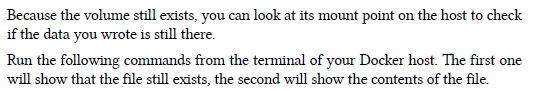 Because the volume still exists, you can look at its mount point on the host to check
if the data you wrote is still there.
Run the following commands from the terminal of your Docker host. The first one
will show that the file still exists, the second will show the contents of the file.